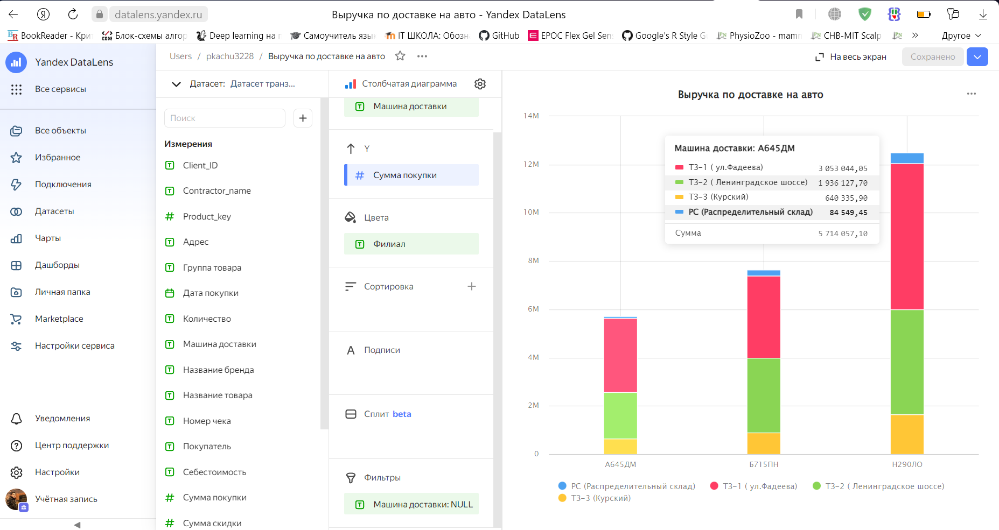 datalens.yandex.ru
Выручка по доставке на авто - Yandex DataLens
BookReader - Кри
Блок-схемы алгор
Deep learning на
Самоучитель язы
IT ШКОЛА: Обозн
GitHub
EPOC Flex Gel Sen
Google's R Style G
PhysioZoo - mamm
CHB-MIT Scalp
Другое
Yandex DataLens
Все сервисы
Все объекты
Избранное
Подключения
Датасеты
Чарты
Дашборды
Личная папка
Marketplace
Настройки сервиса
Уведомления
Центр поддержки
Настройки
Учётная запись
Users / pkachu3228 / Выручка по доставке на авто
На весь экран
Сохранено
Датасет: Датасет транз...
Поиск
Измерения
Client_ID
Contractor_name
Product_key
Адрес
Группа товара
Дата покупки
Количество
Машина доставки
Название бренда
Название товара
Номер чека
Покупатель
Себестоимость
Сумма покупки
Сумма скидки
Столбчатая диаграмма
Машина доставки
Y
Сумма покупки
Цвета
Филиал
Сортировка
Подписи
Сплит beta
Фильтры
Машина доставки: NULL
Выручка по доставке на авто
14M
12M
10M
8M
6M
4M
2M
0
Машина доставки: А645ДМ
ТЗ-1 ( ул.Фадеева) 3 053 044,05
ТЗ-2 ( Ленинградское шоссе) 1 936 127,70
ТЗ-3 (Курский) 640 335,90
РС (Распределительный склад) 84 549,45
Сумма 5 714 057,10
А645ДМ
Б715ПН
Н290ЛО
РС (Распределительный склад)
ТЗ-1 ( ул.Фадеева)
ТЗ-2 ( Ленинградское шоссе)
ТЗ-3 (Курский)